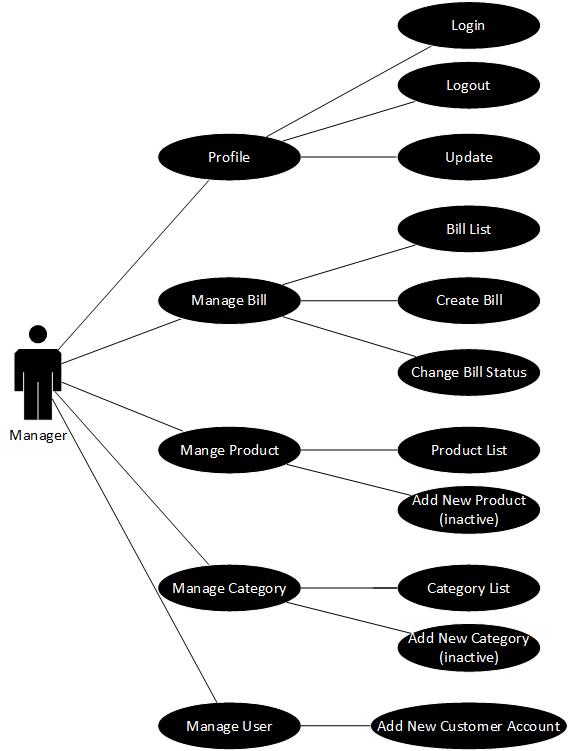 Login
Logout
Profile
Update
Bill List
Manage Bill
Create Bill
Change Bill Status
Manager
Mange Product
Product List
Add New Product
(inactive)
Manage Category
Category List
Add New Category
(inactive)
Manage User
Add New Customer Account